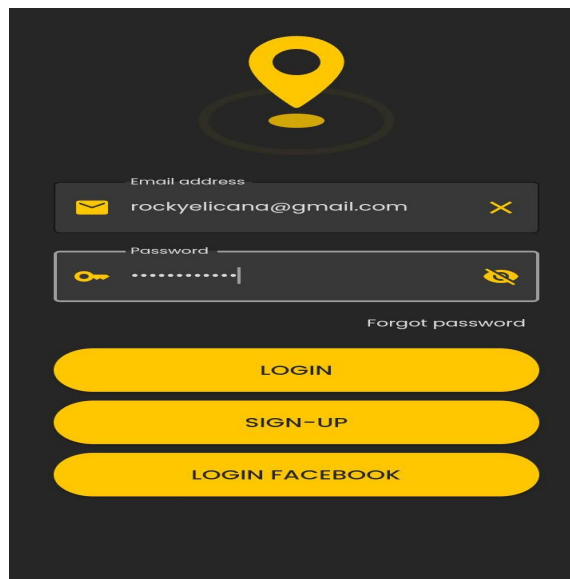 Email address
rockyelicana@gmail.com
Password
••••••••••••
Forgot password
LOGIN
SIGN-UP
LOGIN FACEBOOK